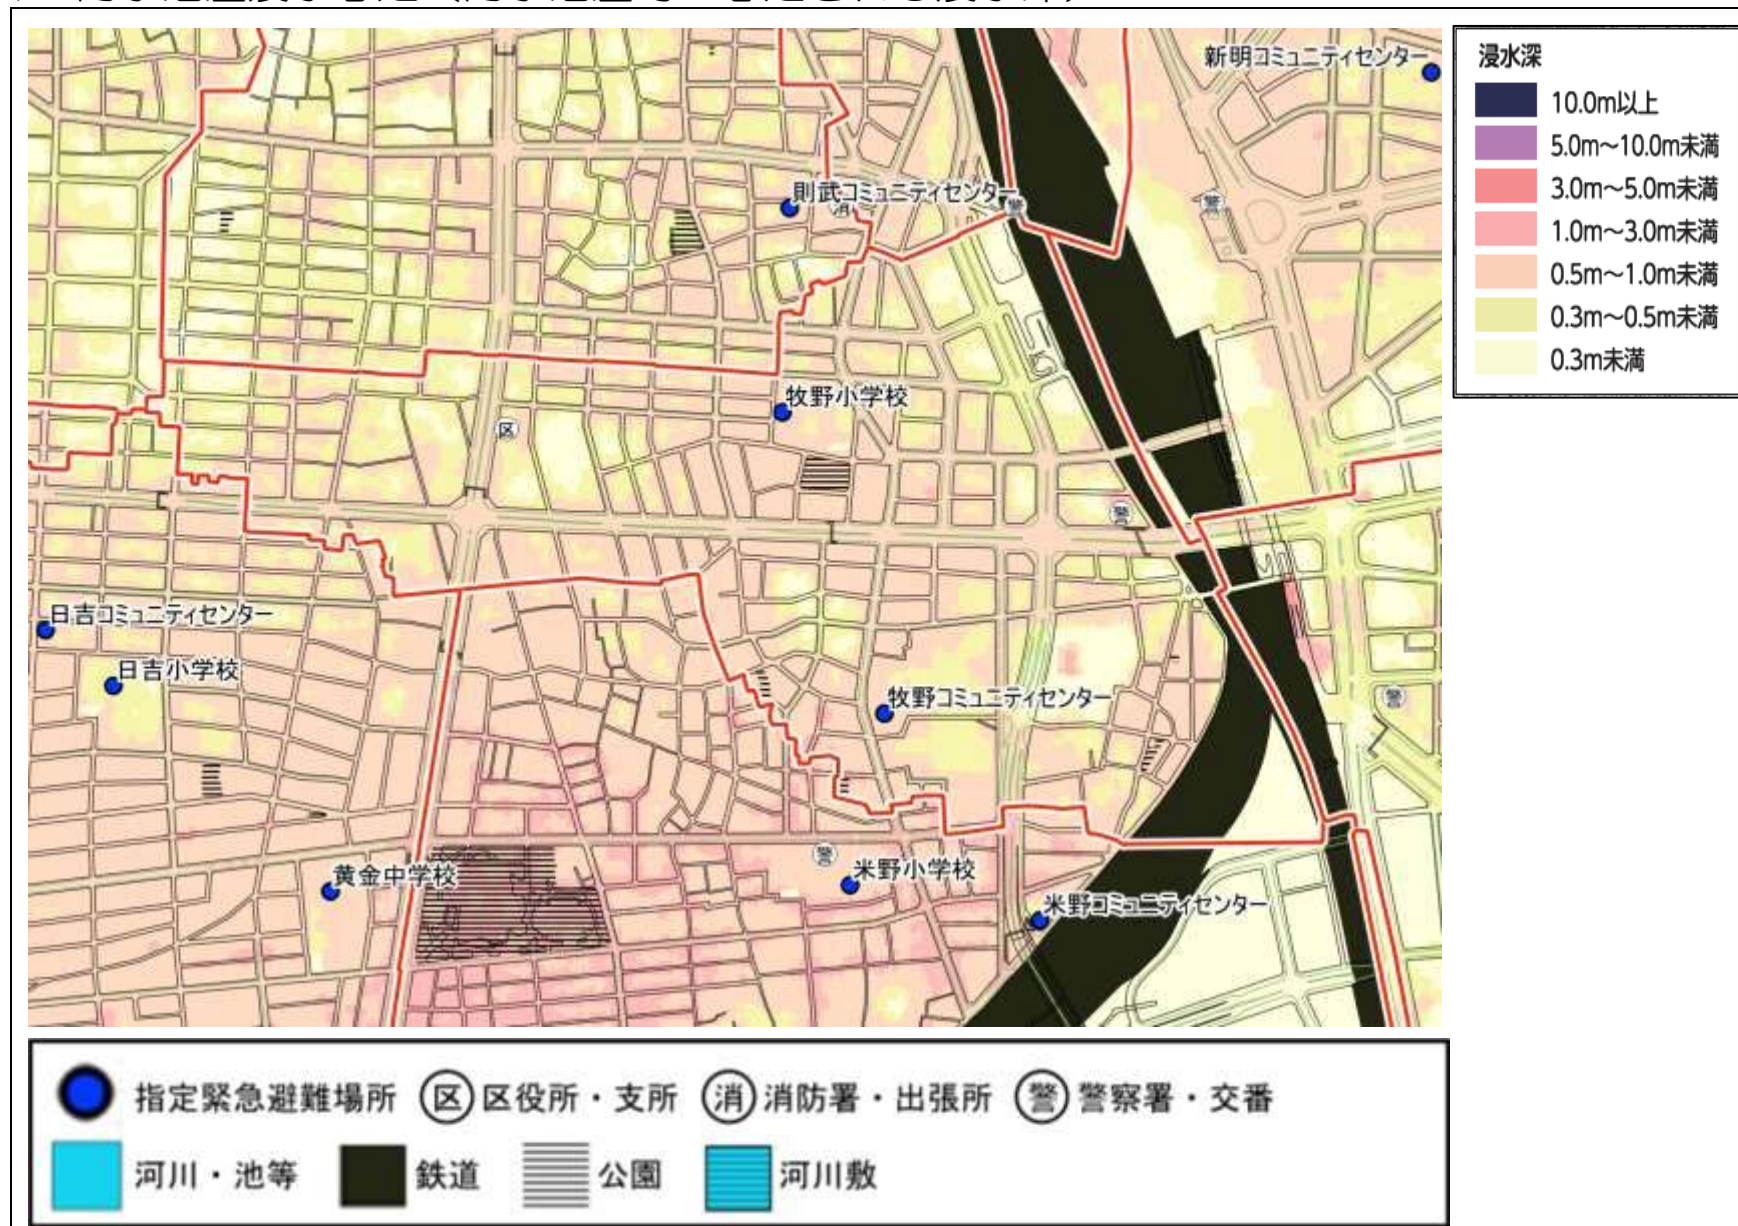 新明コミュニティセンター
則武コミュニティセンター
消
警
警
牧野小学校
区
警
日吉コミュニティセンター
日吉小学校
牧野コミュニティセンター
警
警
黄金中学校
米野小学校
米野コミュニティセンター
浸水深
10.0m以上
5.0m～10.0m未満
3.0m～5.0m未満
1.0m～3.0m未満
0.5m～1.0m未満
0.3m～0.5m未満
0.3m未満
指定緊急避難場所 区 区役所・支所 消 消防署・出張所 警 警察署・交番
河川・池等 鉄道 公園 河川敷